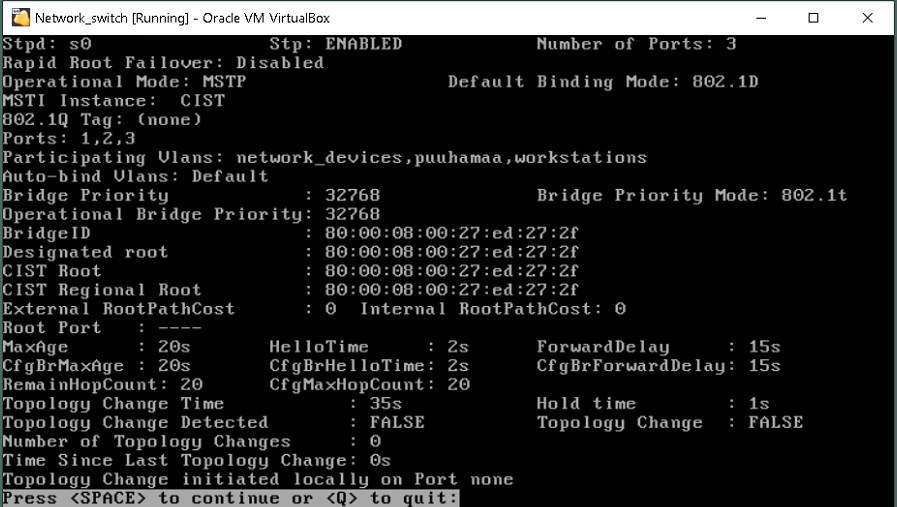 Network_switch [Running] - Oracle VM VirtualBox
Stpd: s0 Stp: ENABLED Number of Ports: 3
Rapid Root Failover: Disabled
Operational Mode: MSTP Default Binding Mode: 802.1D
MSTI Instance: CIST
802.1Q Tag: (none)
Ports: 1,2,3
Participating Vlans: network_devices,puuhamaa,workstations
Auto-bind Vlans: Default
Bridge Priority : 32768 Bridge Priority Mode: 802.1t
Operational Bridge Priority: 32768
BridgeID : 80:00:08:00:27:ed:27:2f
Designated root : 80:00:08:00:27:ed:27:2f
CIST Root : 80:00:08:00:27:ed:27:2f
CIST Regional Root : 80:00:08:00:27:ed:27:2f
External RootPathCost : 0 Internal RootPathCost: 0
Root Port : ----
MaxAge : 20s HelloTime : 2s ForwardDelay : 15s
CfgBrMaxAge : 20s CfgBrHelloTime: 2s CfgBrForwardDelay: 15s
RemainHopCount: 20 CfgMaxHopCount: 20
Topology Change Time : 35s Hold time : 1s
Topology Change Detected : FALSE Topology Change : FALSE
Number of Topology Changes : 0
Time Since Last Topology Change: 0s
Topology Change initiated locally on Port none
Press <SPACE> to continue or <Q> to quit: